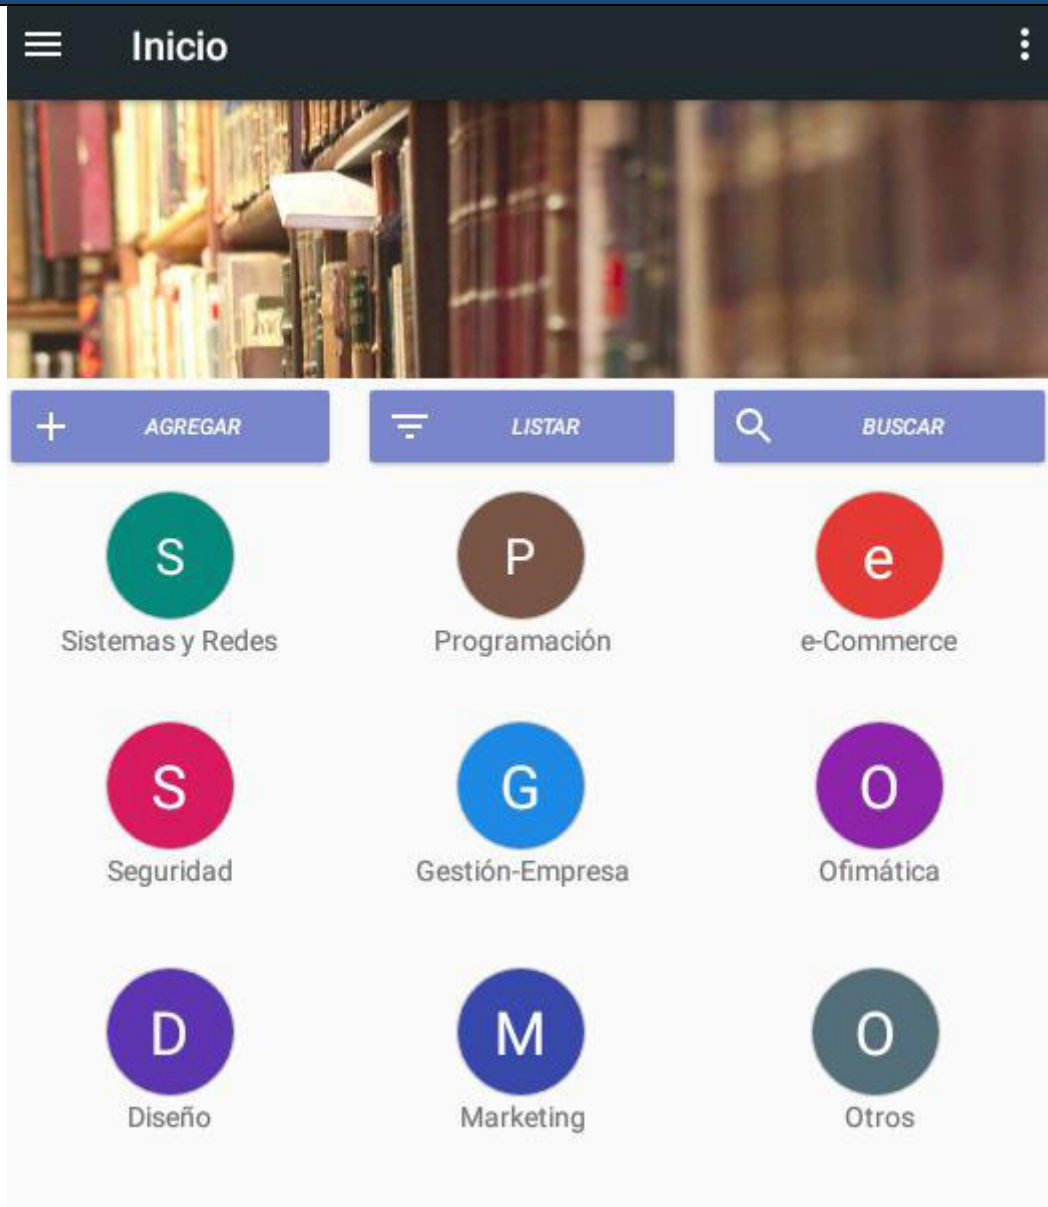 Inicio
AGREGAR LISTAR BUSCAR
S P e
Sistemas y Redes Programación e-Commerce
S G O
Seguridad Gestión-Empresa Ofimática
D M O
Diseño Marketing Otros